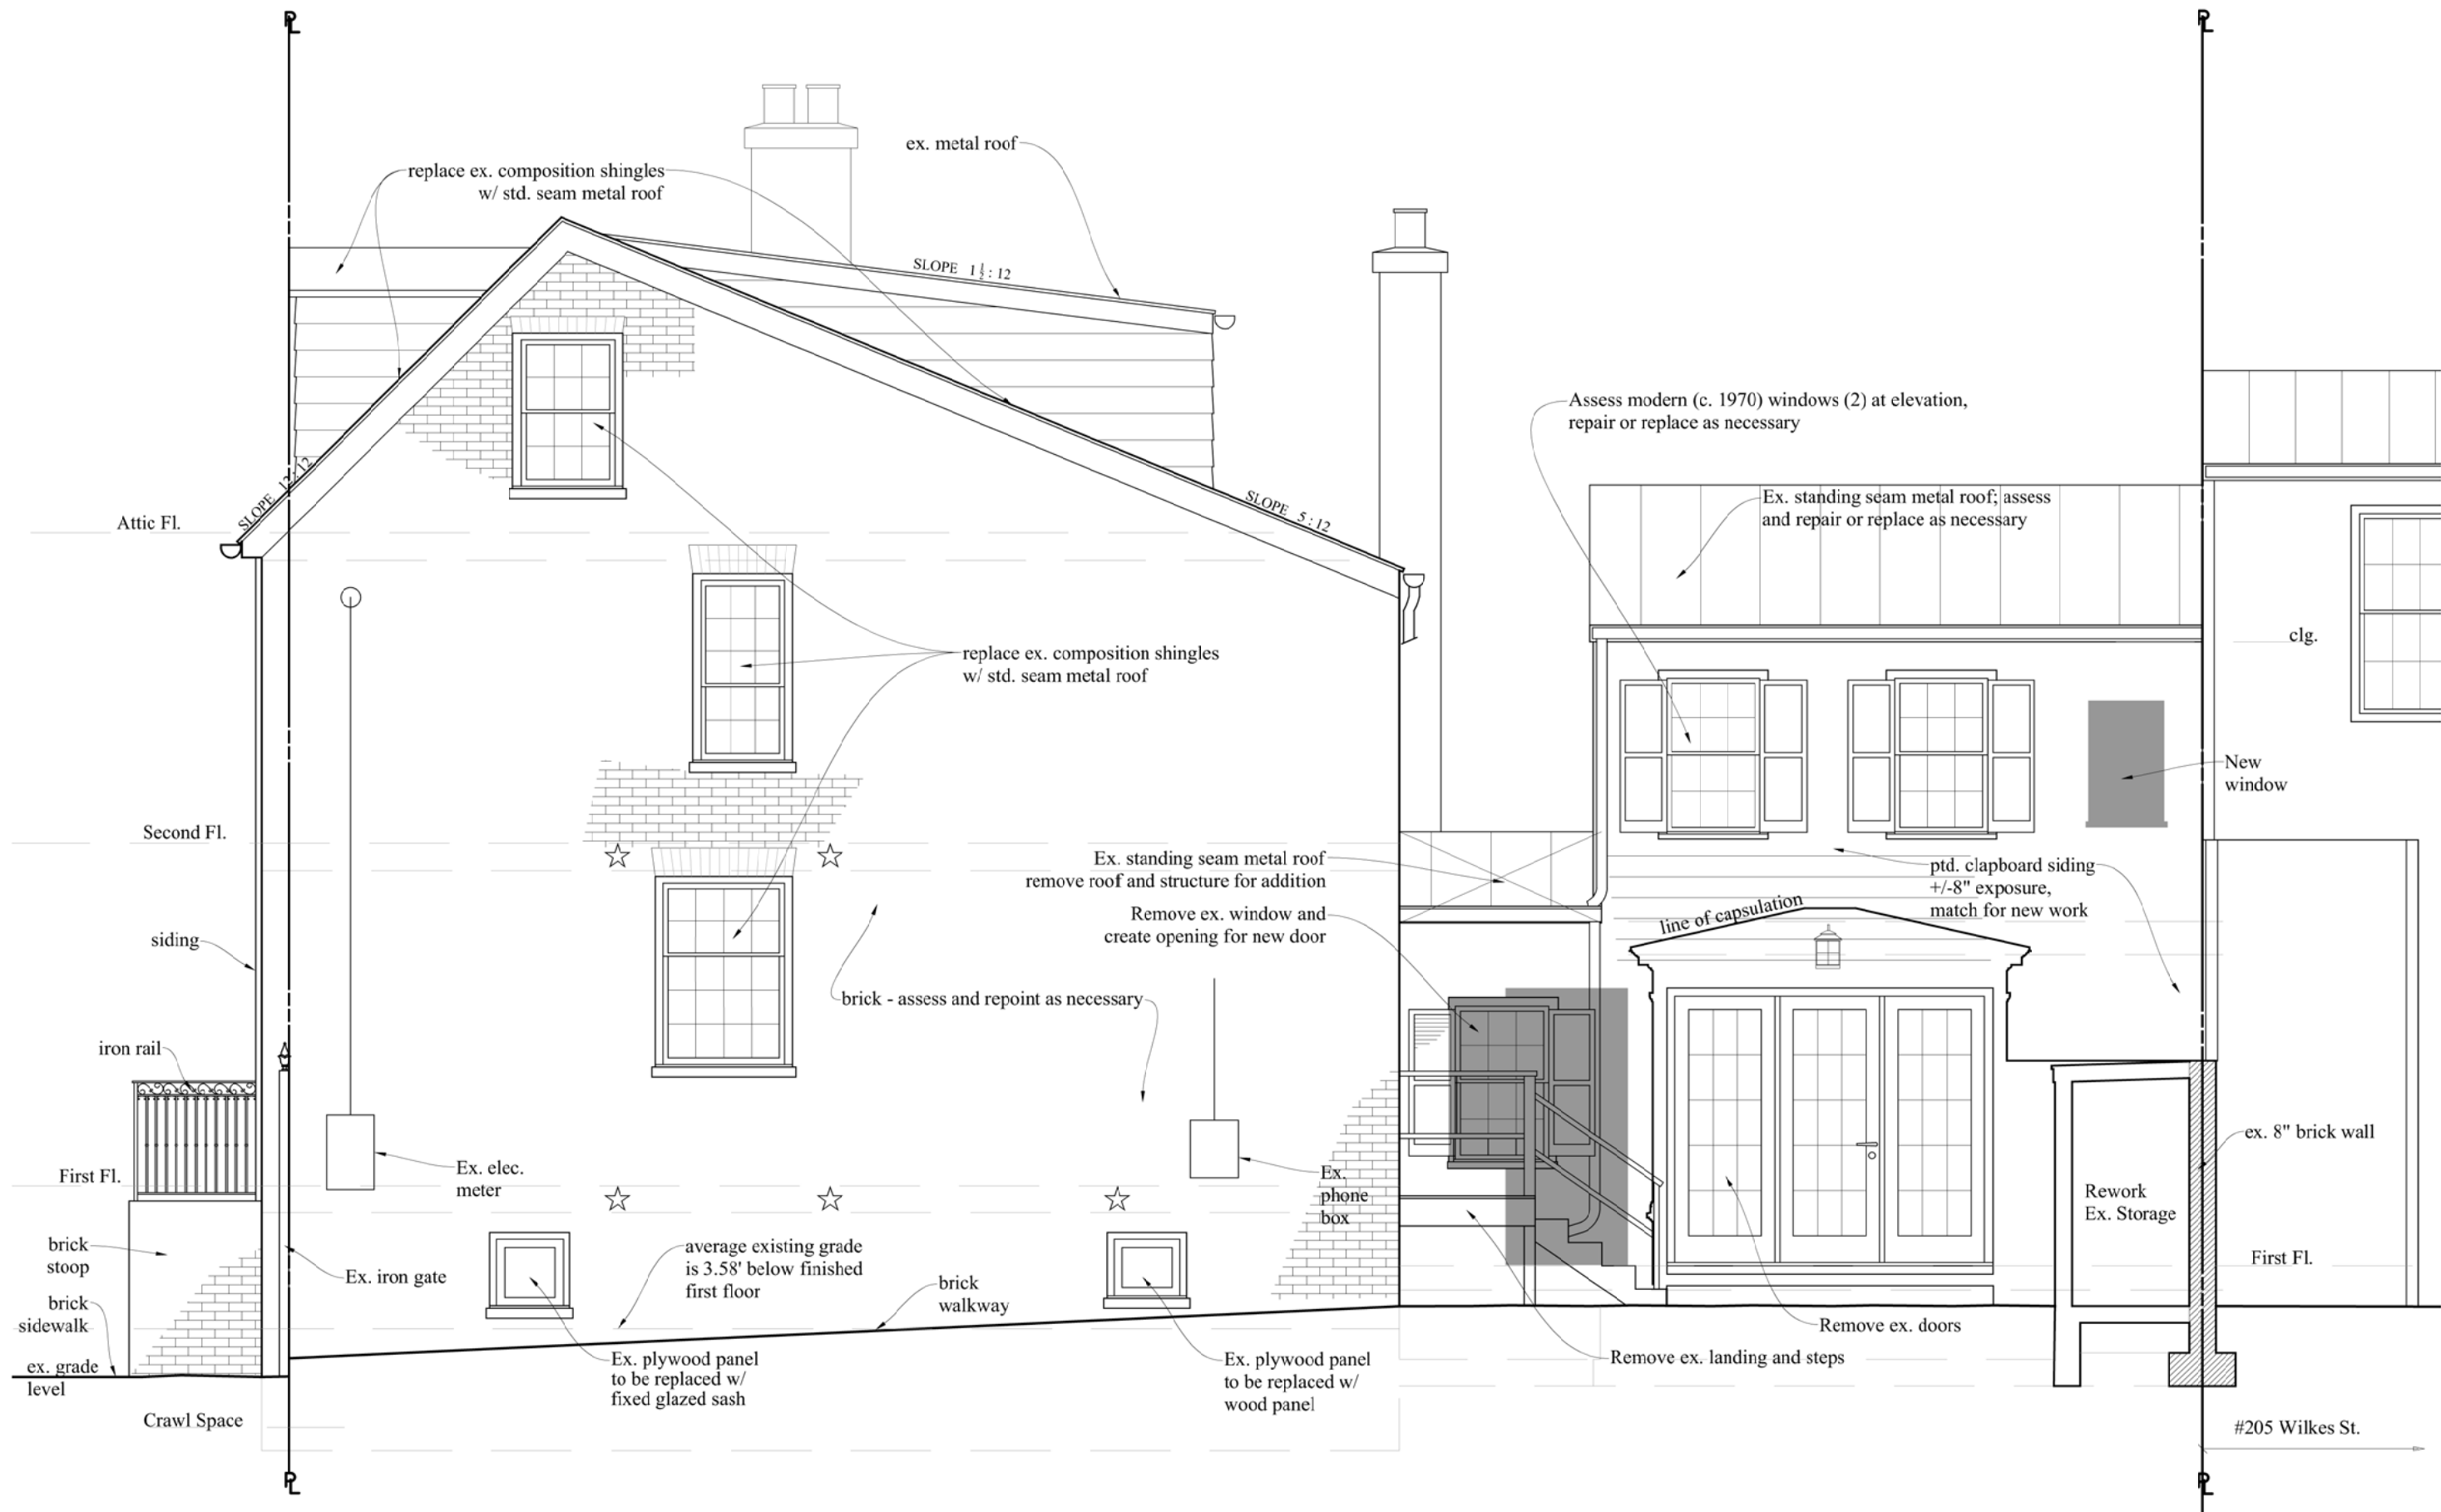 PL
PL
ex. metal roof
replace ex. composition shingles
w/ std. seam metal roof
SLOPE 1 1/2 : 12
SLOPE 12 : 12
SLOPE 5 : 12
Assess modern (c. 1970) windows (2) at elevation,
repair or replace as necessary
Ex. standing seam metal roof; assess
and repair or replace as necessary
Attic Fl.
clg.
replace ex. composition shingles
w/ std. seam metal roof
New
window
Second Fl.
Ex. standing seam metal roof
remove roof and structure for addition
ptd. clapboard siding
+/-8" exposure,
match for new work
Remove ex. window and
create opening for new door
line of capsulation
siding
brick - assess and repoint as necessary
iron rail
ex. 8" brick wall
First Fl.
Ex. elec.
meter
Ex.
phone
box
Rework
Ex. Storage
brick
stoop
average existing grade
is 3.58' below finished
first floor
First Fl.
Ex. iron gate
brick
walkway
brick
sidewalk
Remove ex. doors
ex. grade
level
Ex. plywood panel
to be replaced w/
fixed glazed sash
Ex. plywood panel
to be replaced w/
wood panel
Remove ex. landing and steps
Crawl Space
#205 Wilkes St.
PL
PL